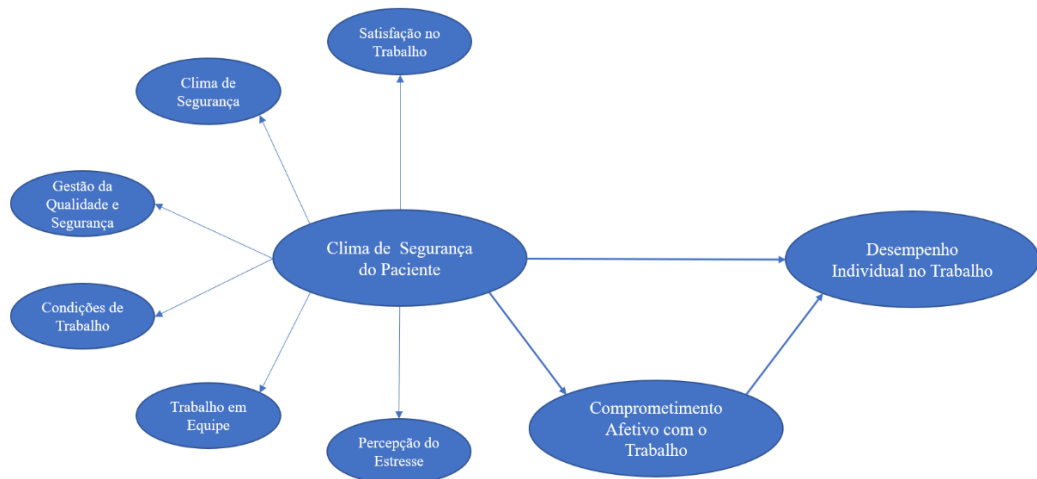 Satisfação no
Trabalho
Clima de
Segurança
Gestão da
Qualidade e
Segurança
Clima de Segurança
do Paciente
Desempenho
Individual no Trabalho
Condições de
Trabalho
Trabalho em
Equipe
Percepção do
Estresse
Comprometimento
Afetivo com o
Trabalho